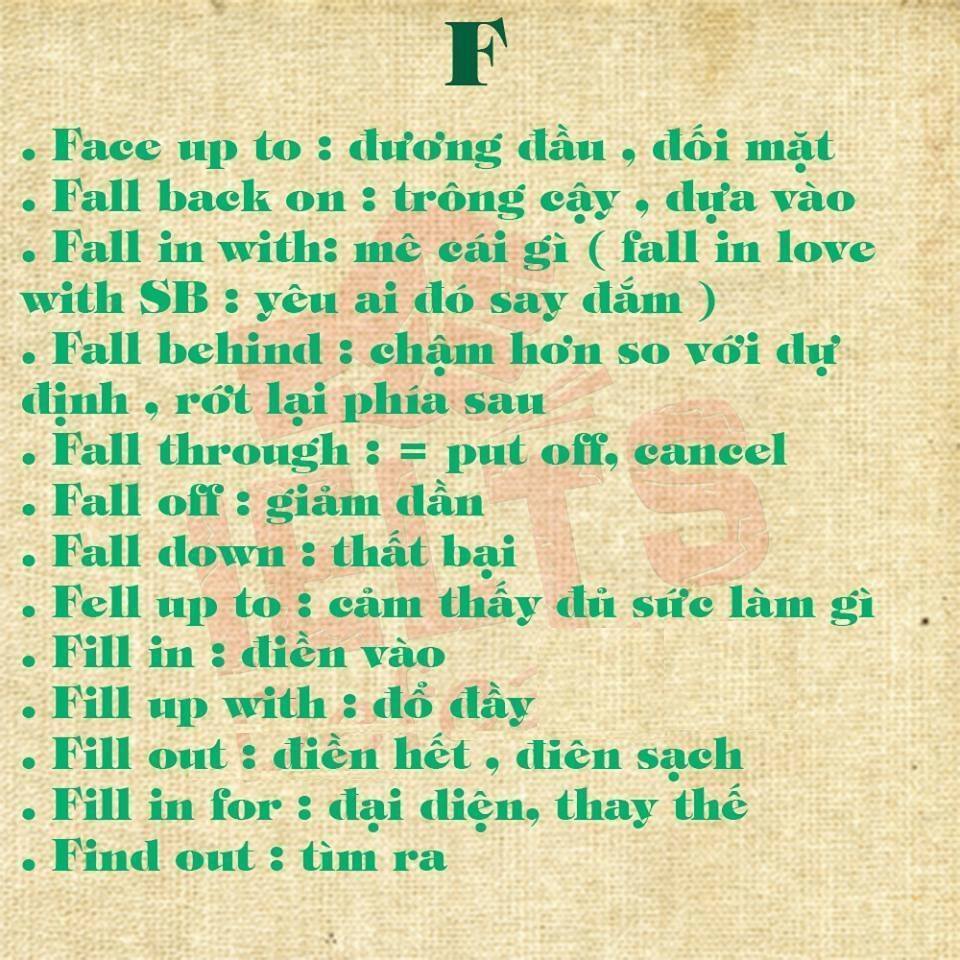 F
. Face up to : đương đầu , đối mặt
. Fall back on : trông cậy , dựa vào
. Fall in with: mê cái gì ( fall in love
with SB : yêu ai đó say đắm )
. Fall behind : chậm hơn so với dự
định , rớt lại phía sau
. Fall through : = put off, cancel
. Fall off : giảm dần
. Fall down : thất bại
. Fell up to : cảm thấy đủ sức làm gì
. Fill in : điền vào
. Fill up with : đổ đầy
. Fill out : điền hết , điên sạch
. Fill in for : đại diện, thay thế
. Find out : tìm ra
IELTS